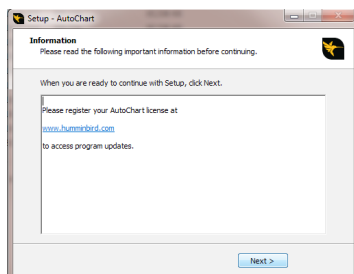 Setup - AutoChart
Information
Please read the following important information before continuing.
When you are ready to continue with Setup, click Next.
Please register your AutoChart license at
www.humminbird.com
to access program updates.
Next >